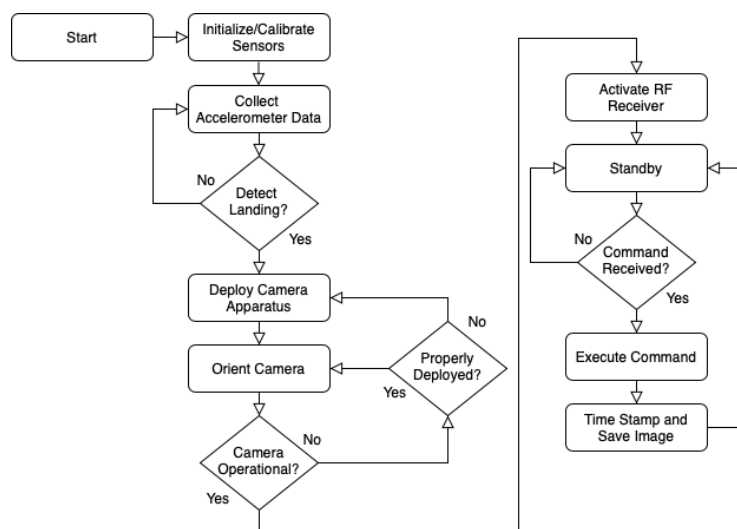 Start
Initialize/Calibrate
Sensors
Collect
Accelerometer Data
No
Detect
Landing?
Yes
Deploy Camera
Apparatus
No
Orient Camera
Properly
Deployed?
Yes
No
Camera
Operational?
Yes
Activate RF
Receiver
Standby
No
Command
Received?
Yes
Execute Command
Time Stamp and
Save Image